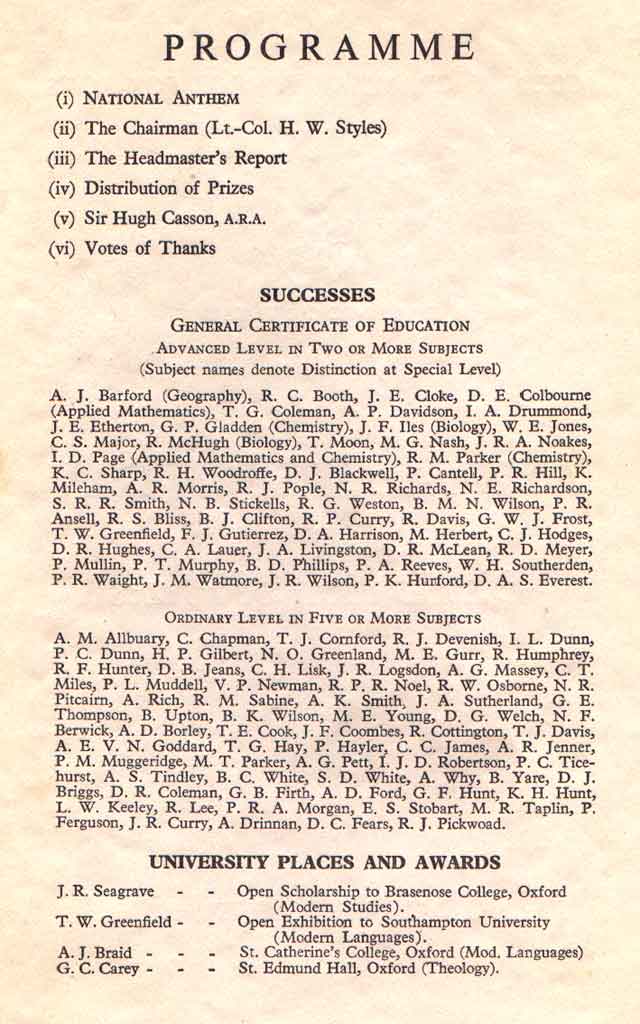 PROGRAMME
(i) NATIONAL ANTHEM
(ii) The Chairman (Lt.-Col. H. W. Styles)
(iii) The Headmaster's Report
(iv) Distribution of Prizes
(v) Sir Hugh Casson, A.R.A.
(vi) Votes of Thanks
SUCCESSES
GENERAL CERTIFICATE OF EDUCATION
ADVANCED LEVEL IN TWO OR MORE SUBJECTS
(Subject names denote Distinction at Special Level)
A. J. Barford (Geography), R. C. Booth, J. E. Cloke, D. E. Colbourne
(Applied Mathematics), T. G. Coleman, A. P. Davidson, I. A. Drummond,
J. E. Etherton, G. P. Gladden (Chemistry), J. F. Iles (Biology), W. E. Jones,
C. S. Major, R. McHugh (Biology), T. Moon, M. G. Nash, J. R. A. Noakes,
I. D. Page (Applied Mathematics and Chemistry), R. M. Parker (Chemistry),
K. C. Sharp, R. H. Woodroffe, D. J. Blackwell, P. Cantell, P. R. Hill, K.
Mileham, A. R. Morris, R. J. Pople, N. R. Richards, N. E. Richardson,
S. R. R. Smith, N. B. Stickells, R. G. Weston, B. M. N. Wilson, P. R.
Ansell, R. S. Bliss, B. J. Clifton, R. P. Curry, R. Davis, G. W. J. Frost,
T. W. Greenfield, F. J. Gutierrez, D. A. Harrison, M. Herbert, C. J. Hodges,
D. R. Hughes, C. A. Lauer, J. A. Livingston, D. R. McLean, R. D. Meyer,
P. Mullin, P. T. Murphy, B. D. Phillips, P. A. Reeves, W. H. Southerden,
P. R. Waight, J. M. Watmore, J. R. Wilson, P. K. Hurford, D. A. S. Everest.
ORDINARY LEVEL IN FIVE OR MORE SUBJECTS
A. M. Allbuary, C. Chapman, T. J. Cornford, R. J. Devenish, I. L. Dunn,
P. C. Dunn, H. P. Gilbert, N. O. Greenland, M. E. Gurr, R. Humphrey,
R. F. Hunter, D. B. Jeans, C. H. Lisk, J. R. Logsdon, A. G. Massey, C. T.
Miles, P. L. Muddell, V. P. Newman, R. P. R. Noel, R. W. Osborne, N. R.
Pitcairn, A. Rich, R. M. Sabine, A. K. Smith, J. A. Sutherland, G. E.
Thompson, B. Upton, B. K. Wilson, M. E. Young, D. G. Welch, N. F.
Berwick, A. D. Borley, T. E. Cook, J. F. Coombes, R. Cottington, T. J. Davis,
A. E. V. N. Goddard, T. G. Hay, P. Hayler, C. C. James, A. R. Jenner,
P. M. Muggeridge, M. T. Parker, A. G. Pett, I. J. D. Robertson, P. C. Tice-
hurst, A. S. Tindley, B. C. White, S. D. White, A. Why, B. Yare, D. J.
Briggs, D. R. Coleman, G. B. Firth, A. D. Ford, G. F. Hunt, K. H. Hunt,
L. W. Keeley, R. Lee, P. R. A. Morgan, E. S. Stobart, M. R. Taplin, P.
Ferguson, J. R. Curry, A. Drinnan, D. C. Fears, R. J. Pickwoad.
UNIVERSITY PLACES AND AWARDS
J. R. Seagrave - - Open Scholarship to Brasenose College, Oxford
(Modern Studies).
T. W. Greenfield - - Open Exhibition to Southampton University
(Modern Languages).
A. J. Braid - - St. Catherine's College, Oxford (Mod. Languages)
G. C. Carey - - St. Edmund Hall, Oxford (Theology).